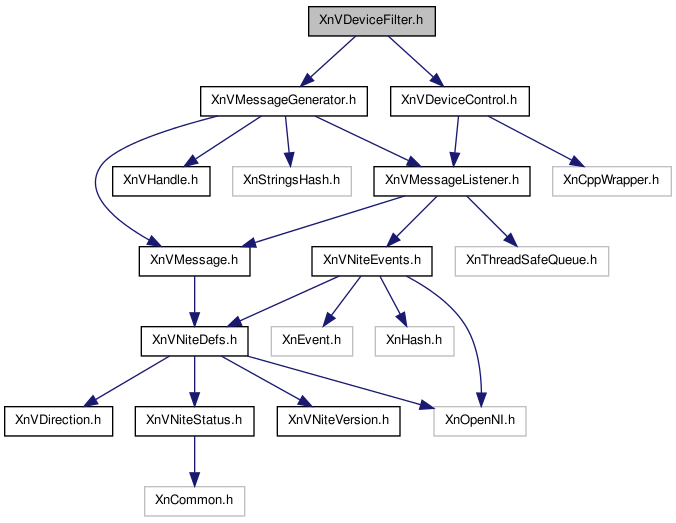 XnVDeviceFilter.h
XnVMessageGenerator.h
XnVDeviceControl.h
XnVHandle.h
XnStringsHash.h
XnVMessageListener.h
XnCppWrapper.h
XnVMessage.h
XnVNiteEvents.h
XnThreadSafeQueue.h
XnVNiteDefs.h
XnEvent.h
XnHash.h
XnVDirection.h
XnVNiteStatus.h
XnVNiteVersion.h
XnOpenNI.h
XnCommon.h